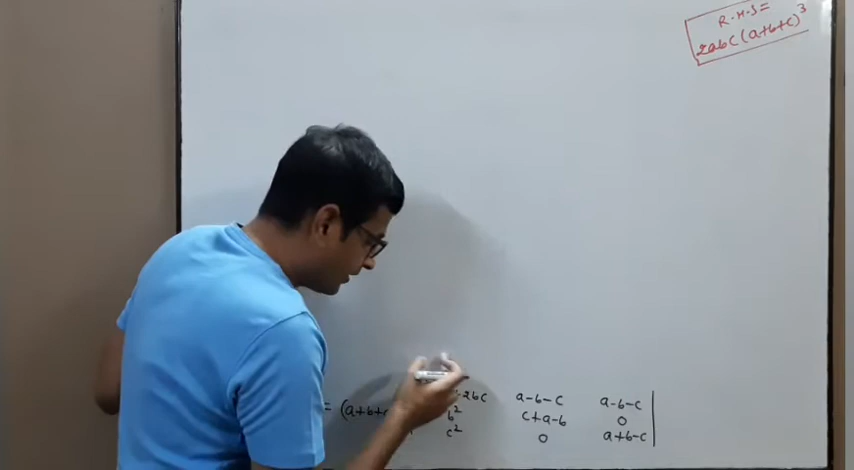 R.H.S =
2abc (a+b+c)³
2bc a-b-c a-b-c
= (a+b+c b² c+a-b 0
c² 0 a+b-c